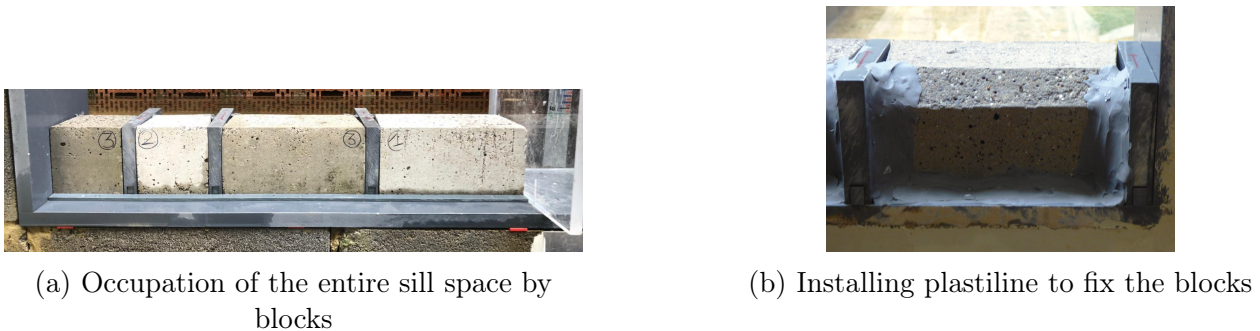 ③ ② ③ ①
(a) Occupation of the entire sill space by
blocks
(b) Installing plastiline to fix the blocks